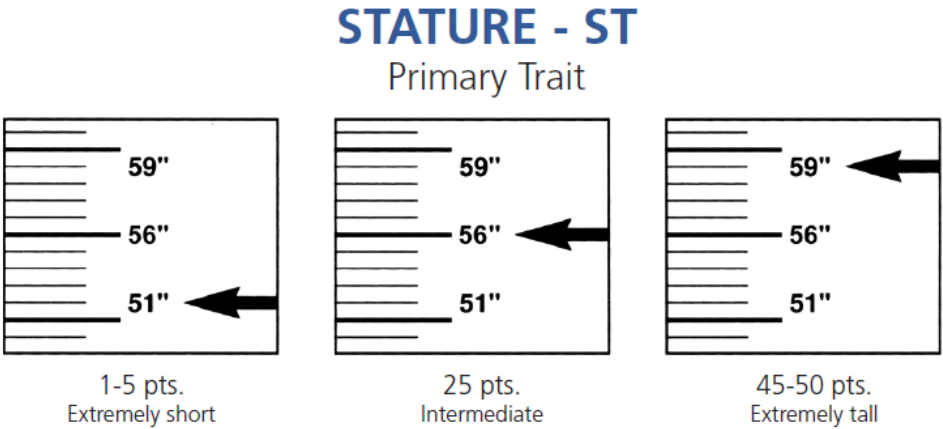 STATURE - ST
Primary Trait
59" 59" 59"
56" 56" 56"
51" 51" 51"
1-5 pts. 25 pts. 45-50 pts.
Extremely short Intermediate Extremely tall